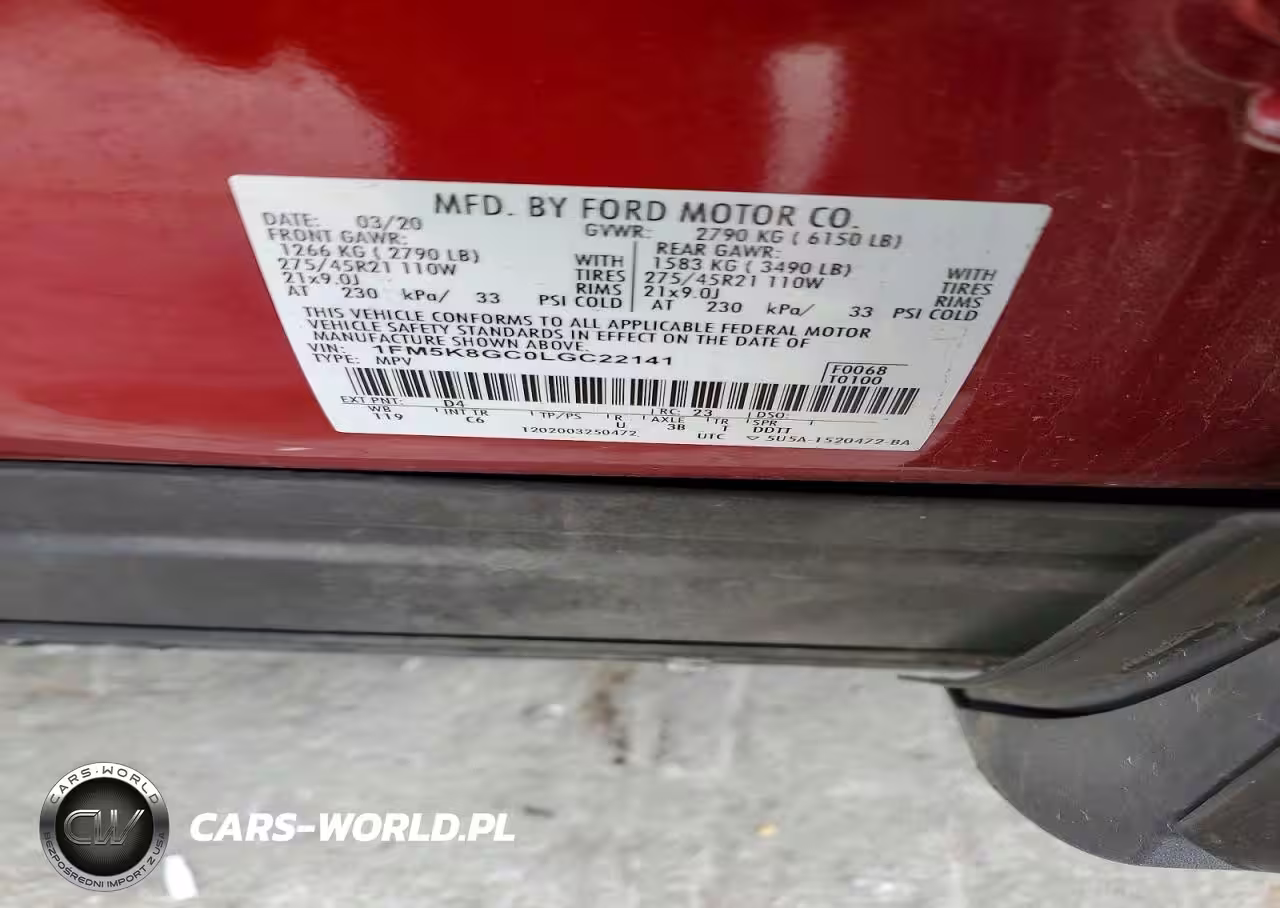 MFD. BY FORD MOTOR CO.
DATE: 03/20 GVWR: 2790 KG ( 6150 LB)
FRONT GAWR: REAR GAWR:
1266 KG ( 2790 LB) WITH 1583 KG ( 3490 LB) WITH
275/45R21 110W TIRES 275/45R21 110W TIRES
21x9.0J RIMS 21x9.0J RIMS
AT 230 kPa/ 33 PSI COLD AT 230 kPa/ 33 PSI COLD
THIS VEHICLE CONFORMS TO ALL APPLICABLE FEDERAL MOTOR
VEHICLE SAFETY STANDARDS IN EFFECT ON THE DATE OF
MANUFACTURE SHOWN ABOVE.
VIN: 1FM5K8GC0LGC22141
TYPE: MPV
F0068
T0100
EXT PNT: D4 RC: 23 DSO:
WB INT TR TP/PS R AXLE TR SPR
119 C6 U 3B T DDTT
1202003250472 UTC 5U5A-1520472-BA
CARS-WORLD
CW
BEZPOŚREDNI IMPORT Z USA
CARS-WORLD.PL